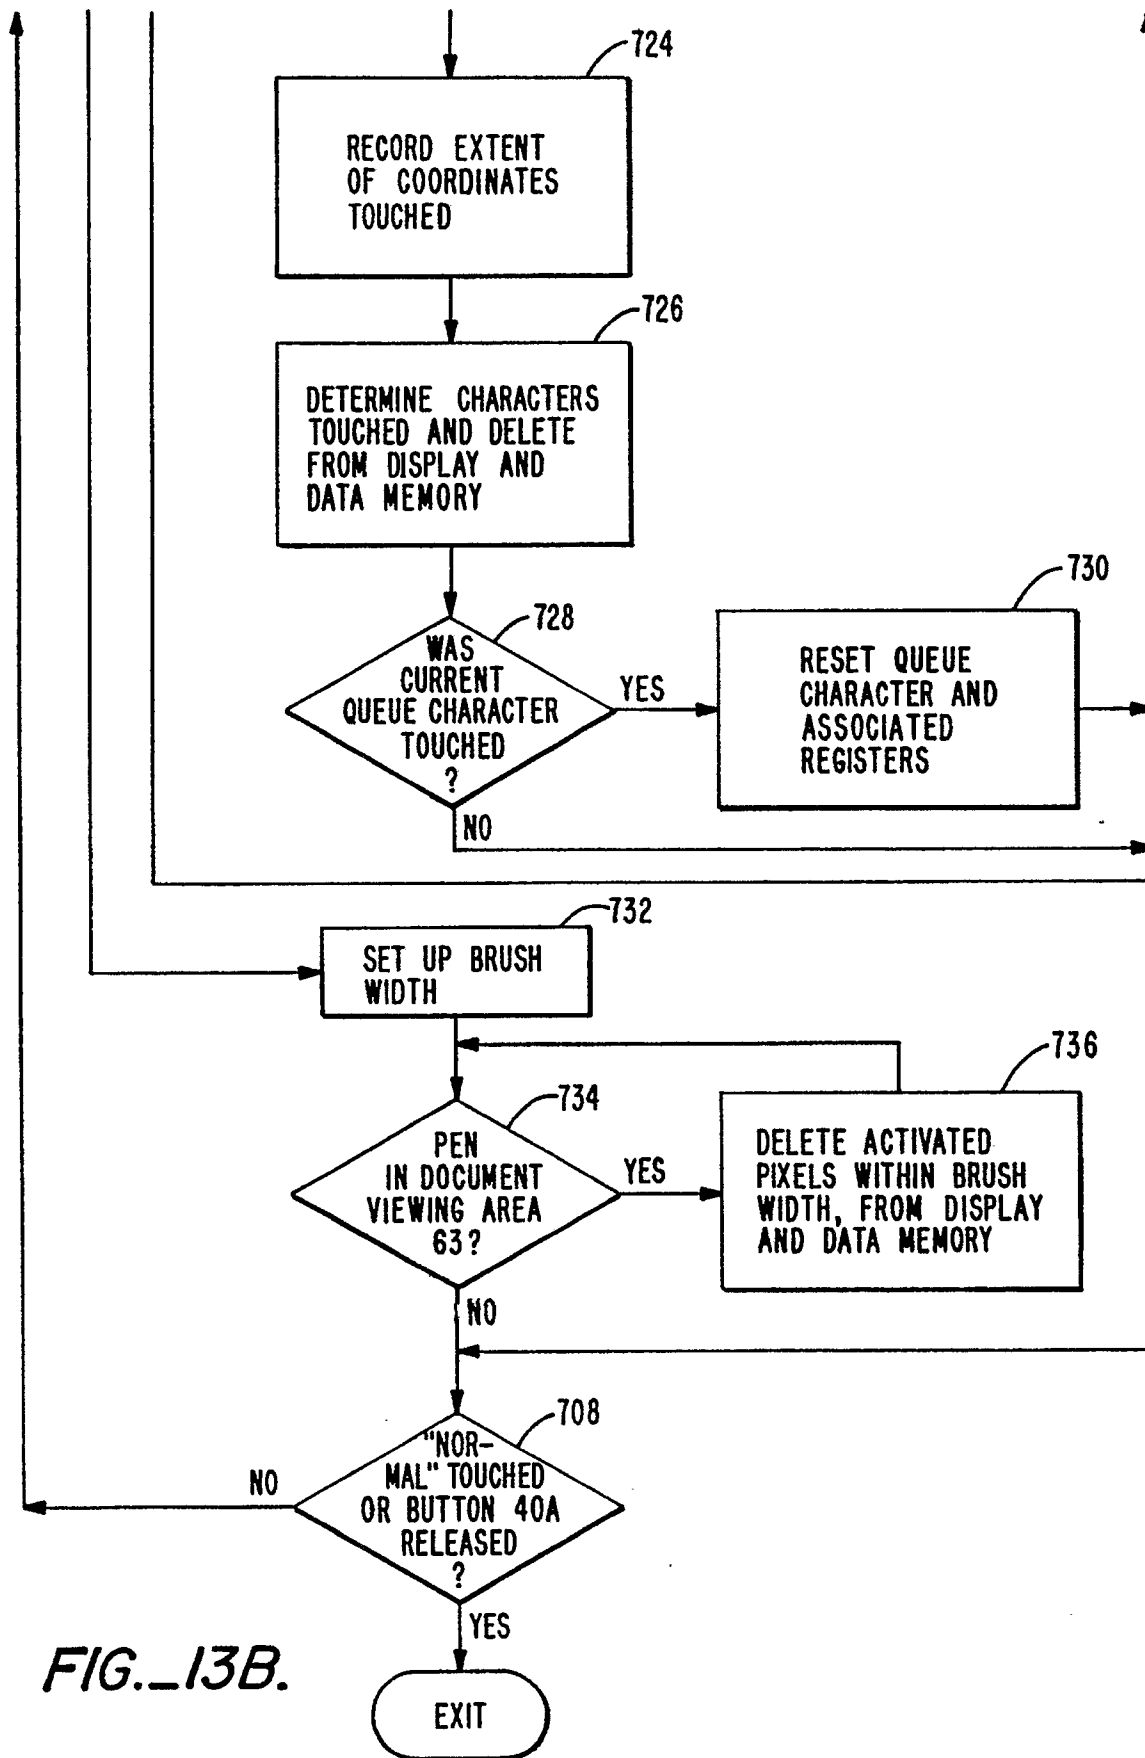 724
RECORD EXTENT
OF COORDINATES
TOUCHED
726
DETERMINE CHARACTERS
TOUCHED AND DELETE
FROM DISPLAY AND
DATA MEMORY
728
WAS
CURRENT
QUEUE CHARACTER
TOUCHED
?
YES
NO
730
RESET QUEUE
CHARACTER AND
ASSOCIATED
REGISTERS
732
SET UP BRUSH
WIDTH
734
PEN
IN DOCUMENT
VIEWING AREA
63?
YES
NO
736
DELETE ACTIVATED
PIXELS WITHIN BRUSH
WIDTH, FROM DISPLAY
AND DATA MEMORY
708
"NOR-
MAL" TOUCHED
OR BUTTON 40A
RELEASED
?
NO
YES
EXIT
FIG._13B.